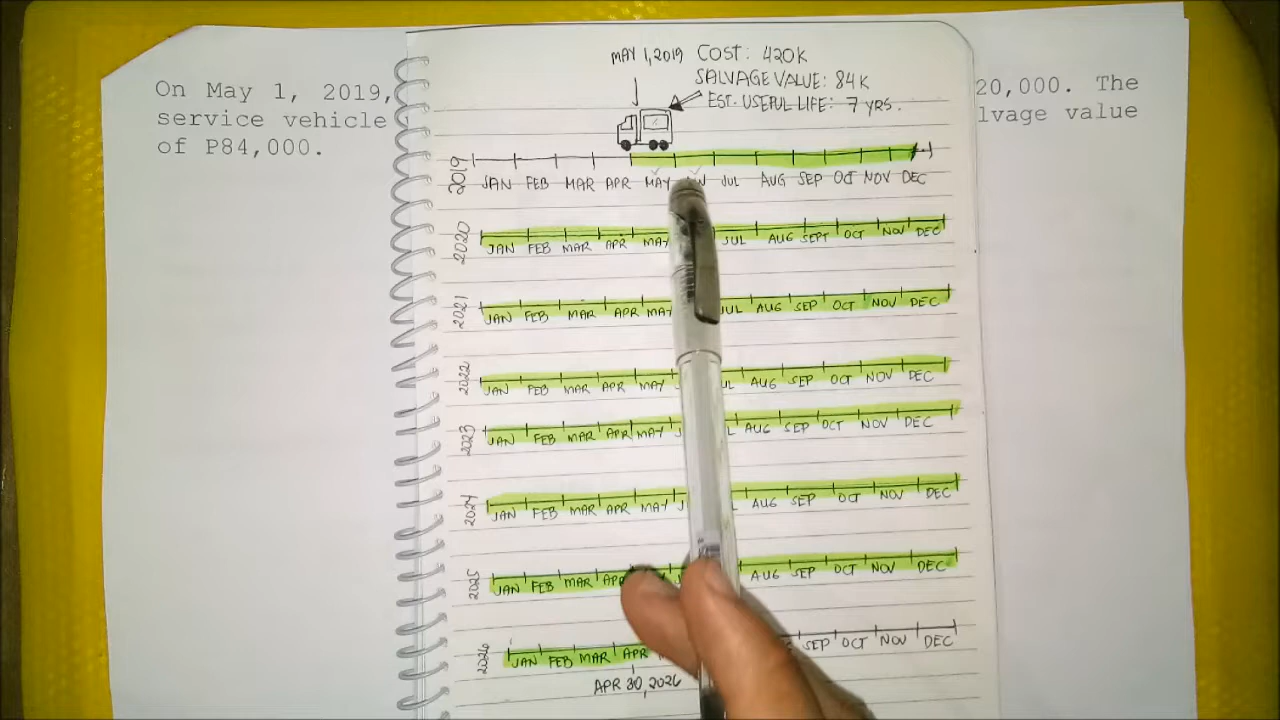 On May 1, 2019,
service vehicle
of P84,000.
20,000. The
lvage value
MAY 1, 2019 COST: 420K
SALVAGE VALUE: 84K
EST. USEFUL LIFE: 7 YRS.
2019
JAN FEB MAR APR MAY JUL AUG SEP OCT NOV DEC
2020
JAN FEB MAR APR MAY JUL AUG SEPT OCT NOV DEC
2021
JAN FEB MAR APR MAY JUL AUG SEP OCT NOV DEC
2022
JAN FEB MAR APR MAY AUG SEP OCT NOV DEC
2023
JAN FEB MAR APR MAY AUG SEP OCT NOV DEC
2024
JAN FEB MAR APR MAY AUG SEP OCT NOV DEC
2025
JAN FEB MAR APR AUG SEP OCT NOV DEC
2026
JAN FEB MAR APR SEP OCT NOV DEC
APR 30, 2026